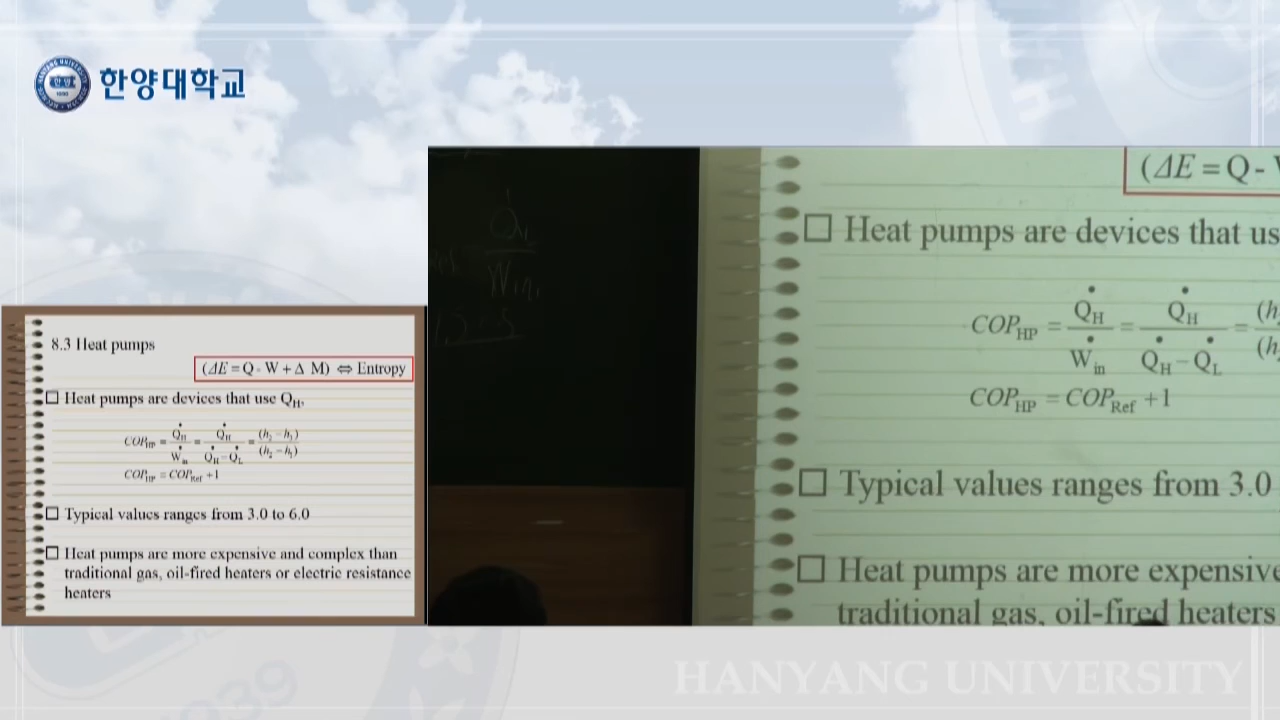 한양대학교
8.3 Heat pumps
(ΔE = Q - W + Δ M) ⇔ Entropy
Heat pumps are devices that use Q_H,
COP_HP = Q̇_H / Ẇ_in = Q̇_H / (Q̇_H - Q̇_L) = (h₂ - h₃) / (h₂ - h₁)
COP_HP = COP_Ref + 1
Typical values ranges from 3.0 to 6.0
Heat pumps are more expensive and complex than
traditional gas, oil-fired heaters or electric resistance
heaters
(ΔE = Q -
Heat pumps are devices that us
COP_HP = Q̇_H / Ẇ_in = Q̇_H / (Q̇_H - Q̇_L) = (h / (h
COP_HP = COP_Ref + 1
Typical values ranges from 3.0
Heat pumps are more expensive
traditional gas, oil-fired heaters
HANYANG UNIVERSITY